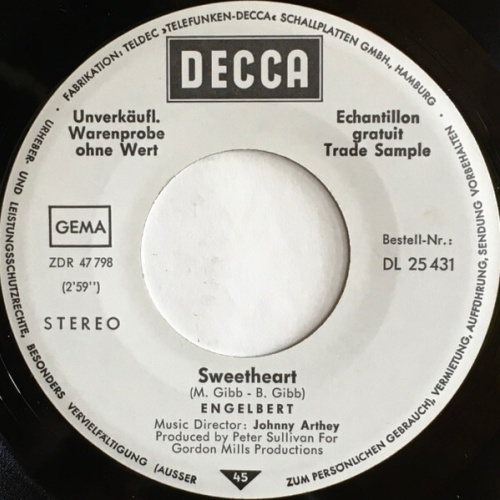 · FABRIKATION: TELDEC »TELEFUNKEN-DECCA« SCHALLPLATTEN GMBH., HAMBURG ·
URHEBER- UND LEISTUNGSSCHUTZRECHTE, BESONDERS VERVIELFÄLTIGUNG (AUSSER
ZUM PERSÖNLICHEN GEBRAUCH), VERMIETUNG, AUFFÜHRUNG, SENDUNG VORBEHALTEN
DECCA
Unverkäufl.
Warenprobe
ohne Wert
Echantillon
gratuit
Trade Sample
GEMA
ZDR 47 798
(2'59'')
STEREO
Bestell-Nr.:
DL 25 431
Sweetheart
(M. Gibb - B. Gibb)
ENGELBERT
Music Director: Johnny Arthey
Produced by Peter Sullivan For
Gordon Mills Productions
45